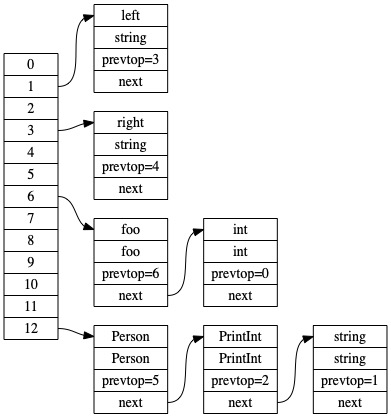 0
1
2
3
4
5
6
7
8
9
10
11
12
left
string
prevtop=3
next
right
string
prevtop=4
next
foo
foo
prevtop=6
next
int
int
prevtop=0
next
Person
Person
prevtop=5
next
PrintInt
PrintInt
prevtop=2
next
string
string
prevtop=1
next